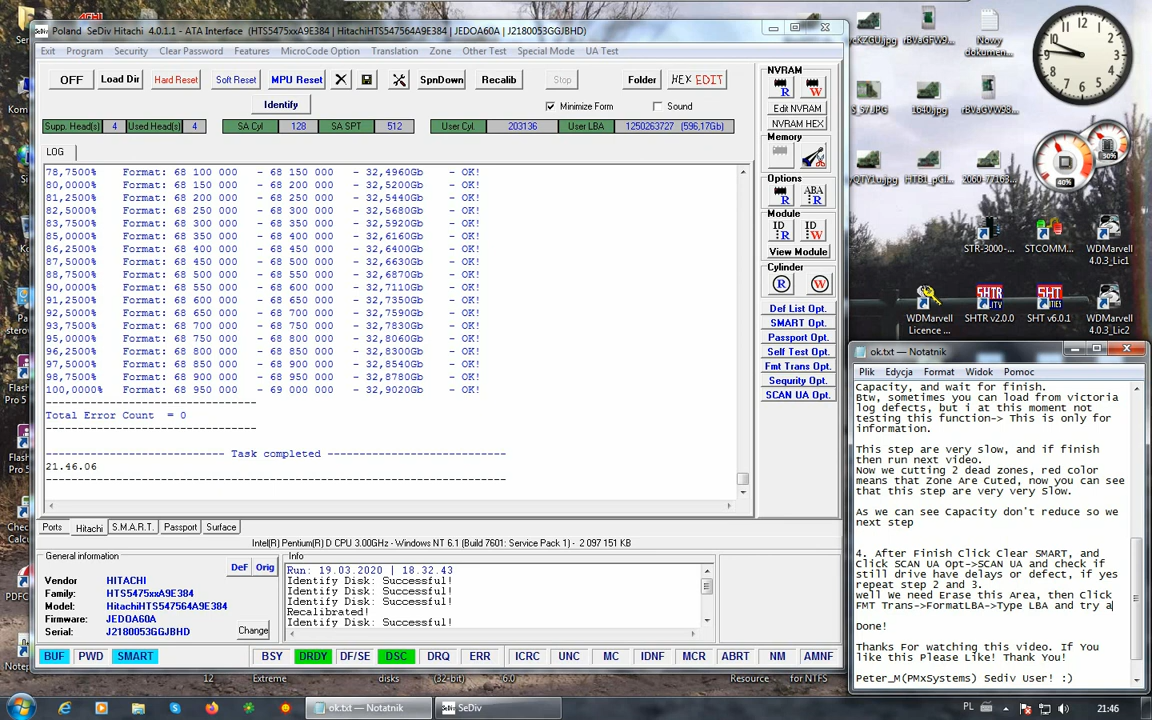 Poland SeDiv Hitachi 4.0.1.1 - ATA Interface (HTS5475xxA9E384 | HitachiHTS547564A9E384 | JEDOA60A | J2180053GGJBHD)
Exit Program Security Clear Password Features MicroCode Option Translation Zone Other Test Special Mode UA Test
OFF Load Dir Hard Reset Soft Reset MPU Reset SpnDown Recalib Stop Folder HEX EDIT
Identify Minimize Form Sound
Supp. Head(s) 4 Used Head(s) 4 SA Cyl 128 SA SPT 512 User Cyl 203136 User LBA 1250263727 (596,17Gb)
LOG
78,7500% Format: 68 100 000 - 68 150 000 - 32,4960Gb - OK!
80,0000% Format: 68 150 000 - 68 200 000 - 32,5200Gb - OK!
81,2500% Format: 68 200 000 - 68 250 000 - 32,5440Gb - OK!
82,5000% Format: 68 250 000 - 68 300 000 - 32,5680Gb - OK!
83,7500% Format: 68 300 000 - 68 350 000 - 32,5920Gb - OK!
85,0000% Format: 68 350 000 - 68 400 000 - 32,6160Gb - OK!
86,2500% Format: 68 400 000 - 68 450 000 - 32,6400Gb - OK!
87,5000% Format: 68 450 000 - 68 500 000 - 32,6630Gb - OK!
88,7500% Format: 68 500 000 - 68 550 000 - 32,6870Gb - OK!
90,0000% Format: 68 550 000 - 68 600 000 - 32,7110Gb - OK!
91,2500% Format: 68 600 000 - 68 650 000 - 32,7350Gb - OK!
92,5000% Format: 68 650 000 - 68 700 000 - 32,7590Gb - OK!
93,7500% Format: 68 700 000 - 68 750 000 - 32,7830Gb - OK!
95,0000% Format: 68 750 000 - 68 800 000 - 32,8060Gb - OK!
96,2500% Format: 68 800 000 - 68 850 000 - 32,8300Gb - OK!
97,5000% Format: 68 850 000 - 68 900 000 - 32,8540Gb - OK!
98,7500% Format: 68 900 000 - 68 950 000 - 32,8780Gb - OK!
100,0000% Format: 68 950 000 - 69 000 000 - 32,9020Gb - OK!
Total Error Count = 0
Task completed
21.46.06
NVRAM
R W
Edit NVRAM
NVRAM HEX
Memory
Options
R ABA R
Module
ID R ID W
View Module
Cylinder
R W
Def List Opt.
SMART Opt.
Passport Opt.
Self Test Opt.
Fmt Trans Opt.
Sequrity Opt.
SCAN UA Opt.
Ports Hitachi S.M.A.R.T. Passport Surface
Intel(R) Pentium(R) D CPU 3.00GHz - Windows NT 6.1 (Build 7601: Service Pack 1) - 2 097 151 KB
General information
Def Orig
Vendor HITACHI
Family: HTS5475xxA9E384
Model: HitachiHTS547564A9E384
Firmware: JEDOA60A
Serial: J2180053GGJBHD
Change
Info
Run: 19.03.2020 | 18.32.43
Identify Disk: Successful!
Identify Disk: Successful!
Identify Disk: Successful!
Recalibrated!
Identify Disk: Successful!
BUF PWD SMART BSY DRDY DF/SE DSC DRQ ERR ICRC UNC MC IDNF MCR ABRT NM AMNF
12 Extreme disks (32-bit) 6.0 Resource for NTFS
Nowy dokumen...
S_57.JPG 1640.jpg
30%
40%
STR-3000-... STCOMM... WDMarvell 4.0.3_Lic1
WDMarvell Licence ... SHTR v2.0.0 SHT v6.0.1 WDMarvell 4.0.3_Lic2
ok.txt — Notatnik
Plik Edycja Format Widok Pomoc
Capacity, and wait for finish.
Btw, sometimes you can load from victoria
log defects, but i at this moment not
testing this function-> This is only for
information.
This step are very slow, and if finish
then run next video.
Now we cutting 2 dead zones, red color
means that Zone Are Cuted, now you can see
that this step are very very Slow.
As we can see Capacity don't reduce so we
next step
4. After Finish Click Clear SMART, and
Click SCAN UA Opt->SCAN UA and check if
still drive have delays or defect, if yes
repeat step 2 and 3.
well We need Erase this Area, then Click
FMT Trans->FormatLBA->Type LBA and try a
Done!
Thanks For watching this video. If You
like this Please Like! Thank You!
Peter_M(PMxSystems) Sediv User! :)
ok.txt — Notatnik SeDiv PL 21:46